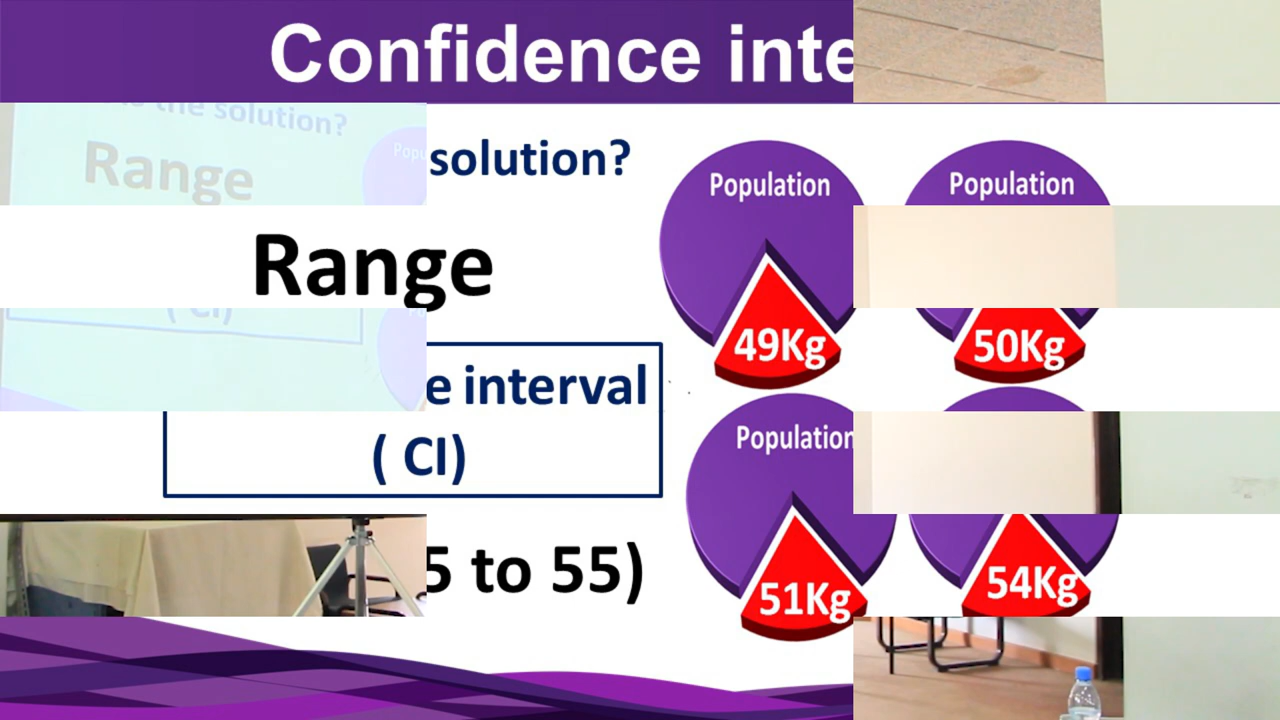 Confidence inte
the solution?
Range
Popu
solution?
Population
Population
Range
( CI)
49Kg
50Kg
e interval
( CI)
Population
5 to 55)
51Kg
54Kg